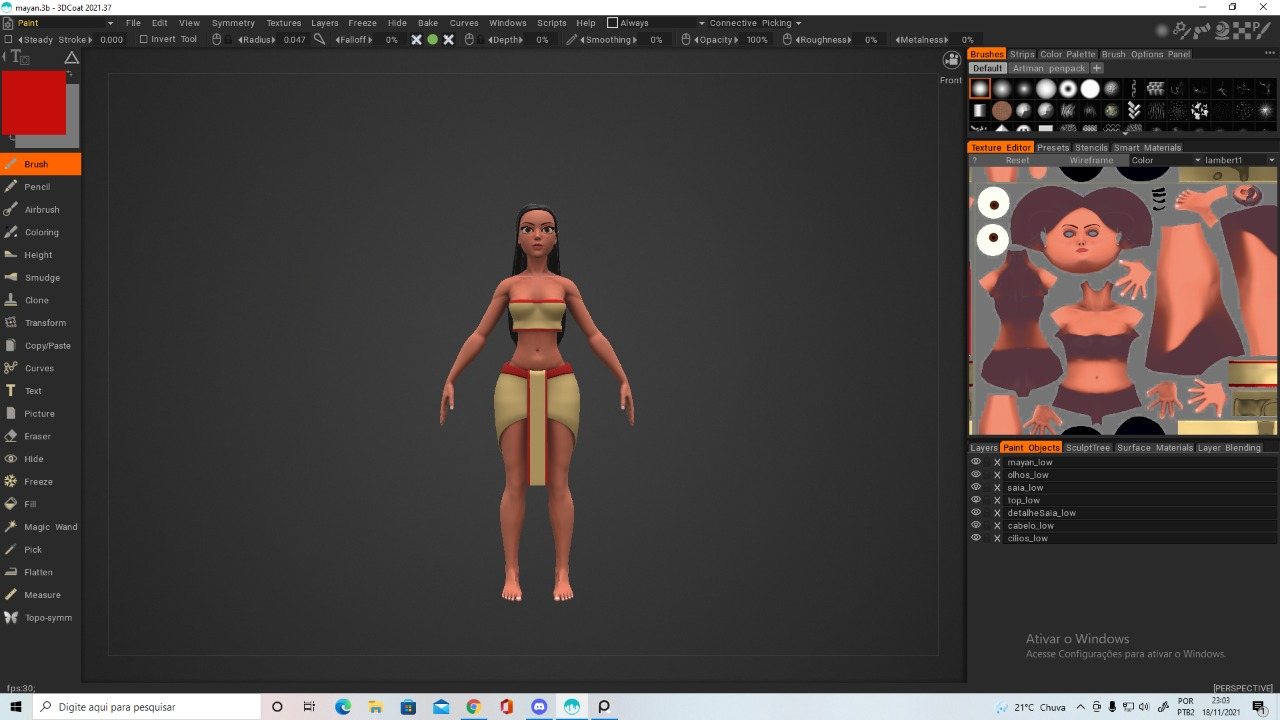 mayan.3b - 3DCoat 2021.37
Paint File Edit View Symmetry Textures Layers Freeze Hide Bake Curves Windows Scripts Help Always Connective Picking
Steady Stroke 0.000 Invert Tool Radius 0.047 Falloff 0% Depth 0% Smoothing 0% Opacity 100% Roughness 0% Metalness 0%
Front
Brush
Pencil
Airbrush
Coloring
Height
Smudge
Clone
Transform
Copy/Paste
Curves
Text
Picture
Eraser
Hide
Freeze
Fill
Magic Wand
Pick
Flatten
Measure
Topo-symm
fps:30;
Brushes Strips Color Palette Brush Options Panel
Default Artman penpack +
Texture Editor Presets Stencils Smart Materials
? Reset Wireframe Color lambert1
Layers Paint Objects SculptTree Surface Materials Layer Blending
X mayan_low
X olhos_low
X saia_low
X top_low
X detalheSaia_low
X cabelo_low
X cilios_low
Ativar o Windows
Acesse Configurações para ativar o Windows.
[PERSPECTIVE]
Digite aqui para pesquisar
21°C Chuva
POR
PTB2
23:03
18/11/2021